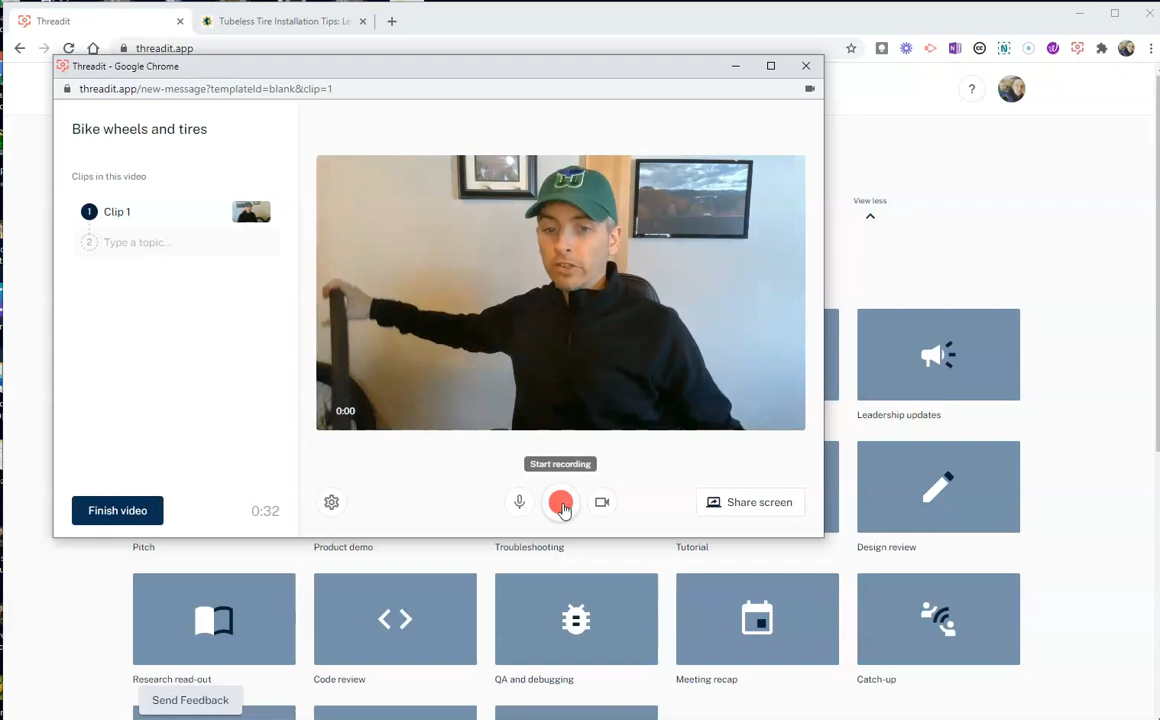 Threadit
Tubeless Tire Installation Tips: Le
threadit.app
Threadit - Google Chrome
threadit.app/new-message?templateId=blank&clip=1
?
Bike wheels and tires
Clips in this video
1 Clip 1
2 Type a topic...
View less
0:00
Start recording
Finish video
0:32
Share screen
Leadership updates
Pitch
Product demo
Troubleshooting
Tutorial
Design review
Research read-out
Code review
QA and debugging
Meeting recap
Catch-up
Send Feedback